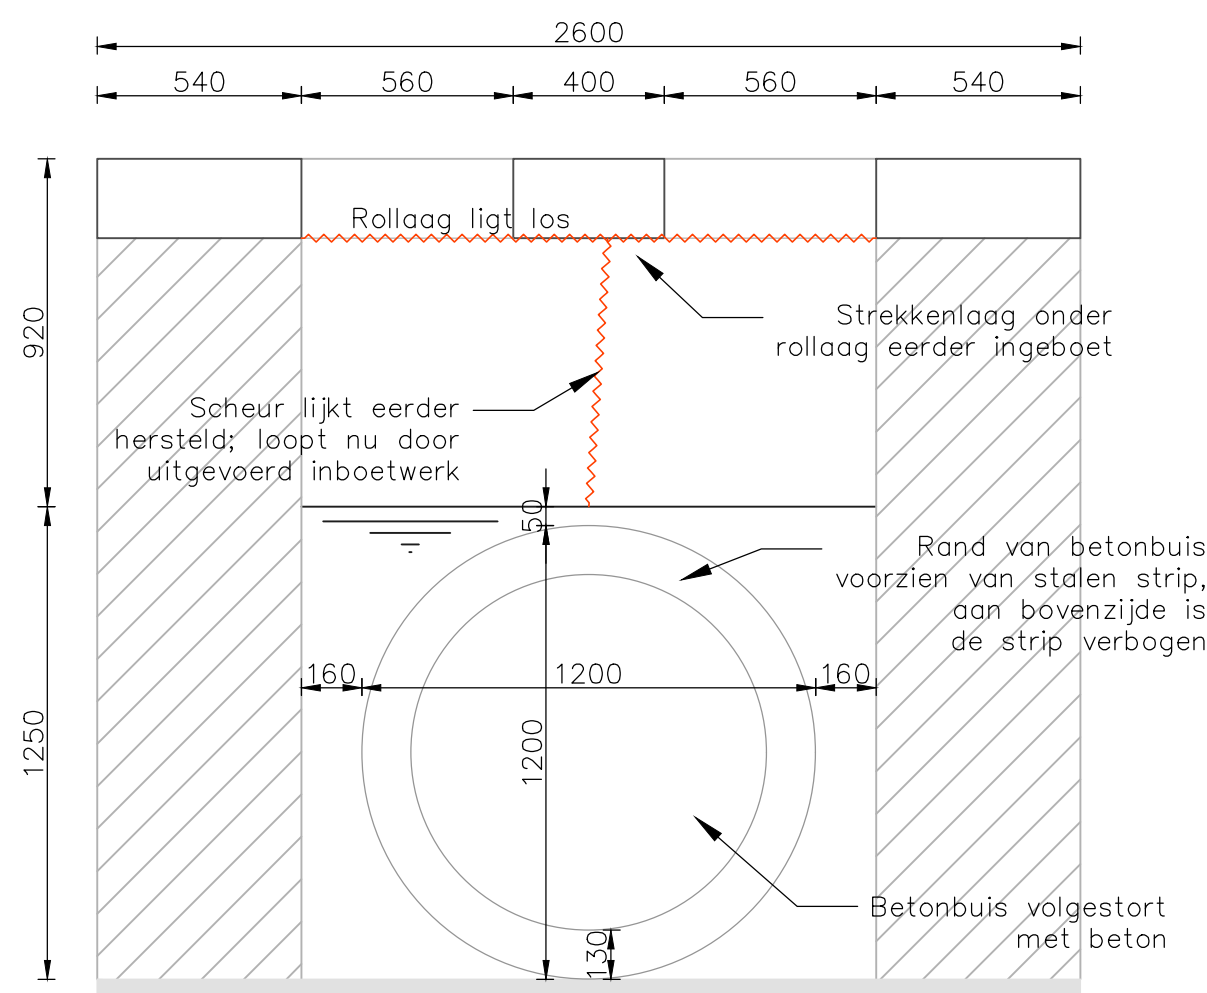 2600
540 560 400 560 540
Rollaag ligt los
920
Strekkenlaag onder
rollaag eerder ingeboet
Scheur lijkt eerder
hersteld; loopt nu door
uitgevoerd inboetwerk
50
Rand van betonbuis
voorzien van stalen strip,
aan bovenzijde is
de strip verbogen
160 1200 160
1250
1200
Betonbuis volgestort
met beton
130